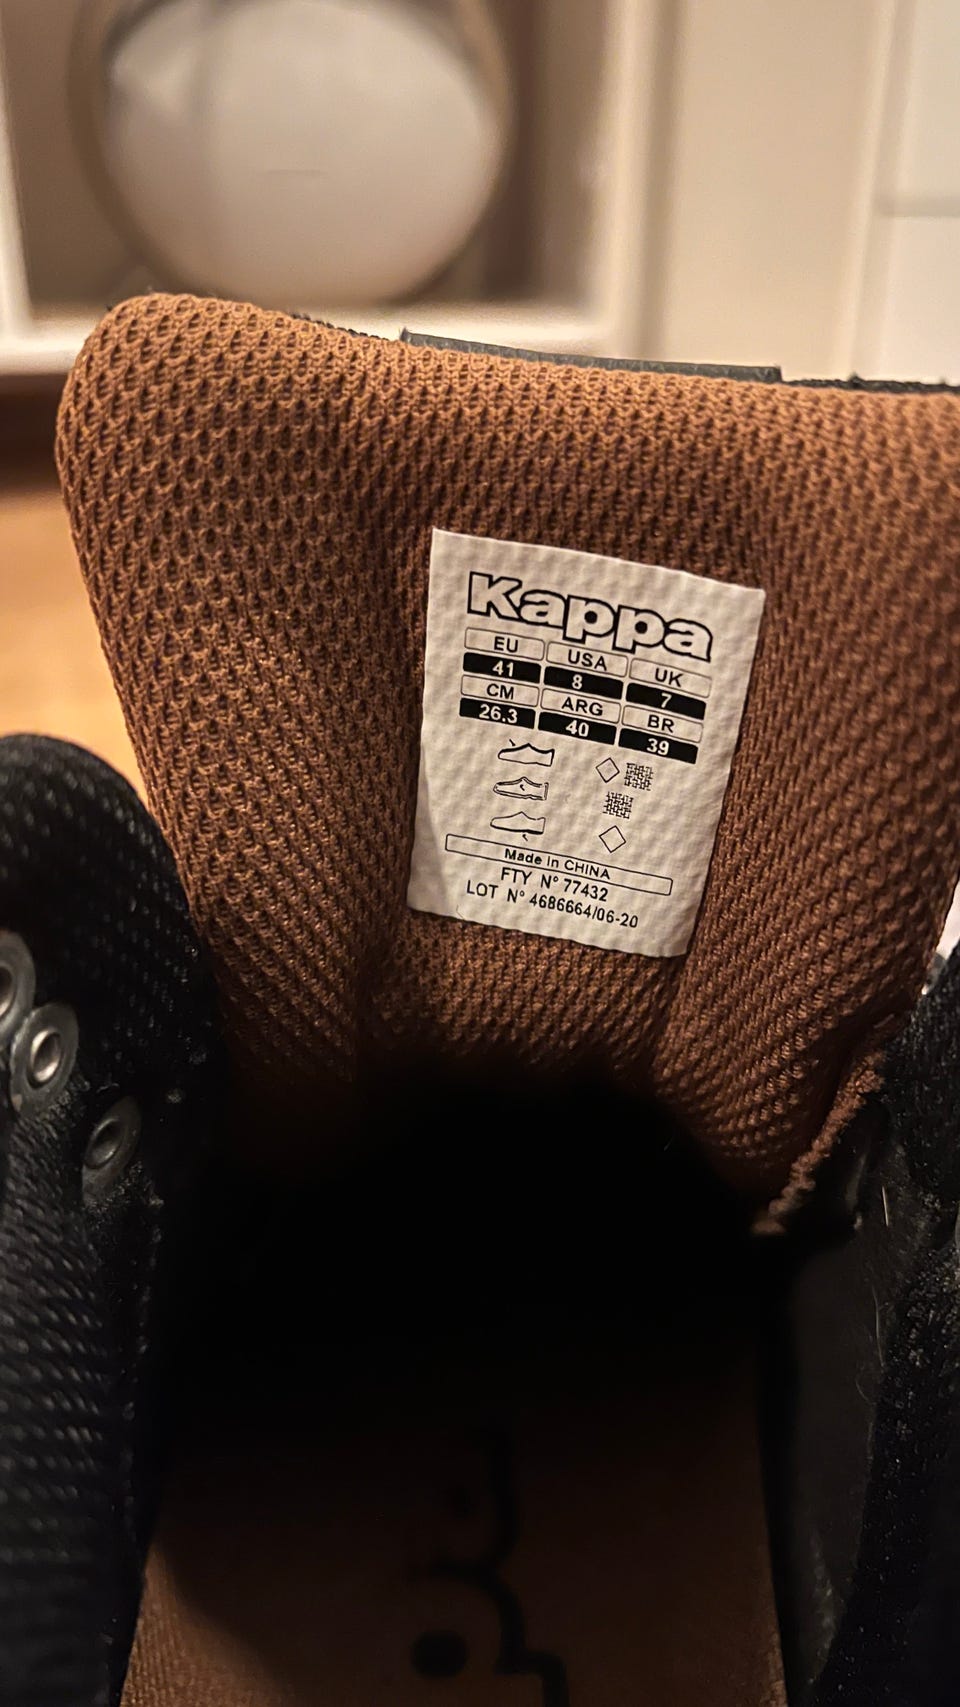 Kappa
EU USA UK
41 8 7
CM ARG BR
26.3 40 39
Made in CHINA
FTY N° 77432
LOT N° 4686664/06-20